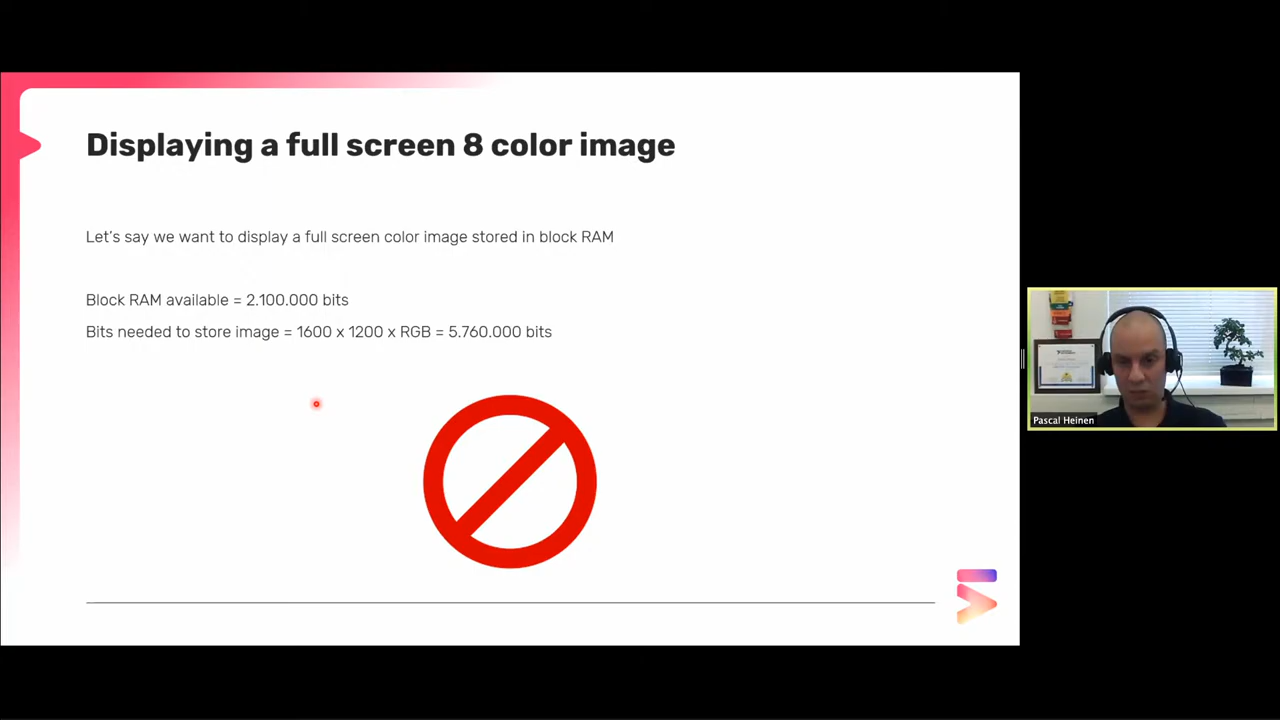 Displaying a full screen 8 color image
Let's say we want to display a full screen color image stored in block RAM
Block RAM available = 2.100.000 bits
Bits needed to store image = 1600 x 1200 x RGB = 5.760.000 bits
Pascal Heinen